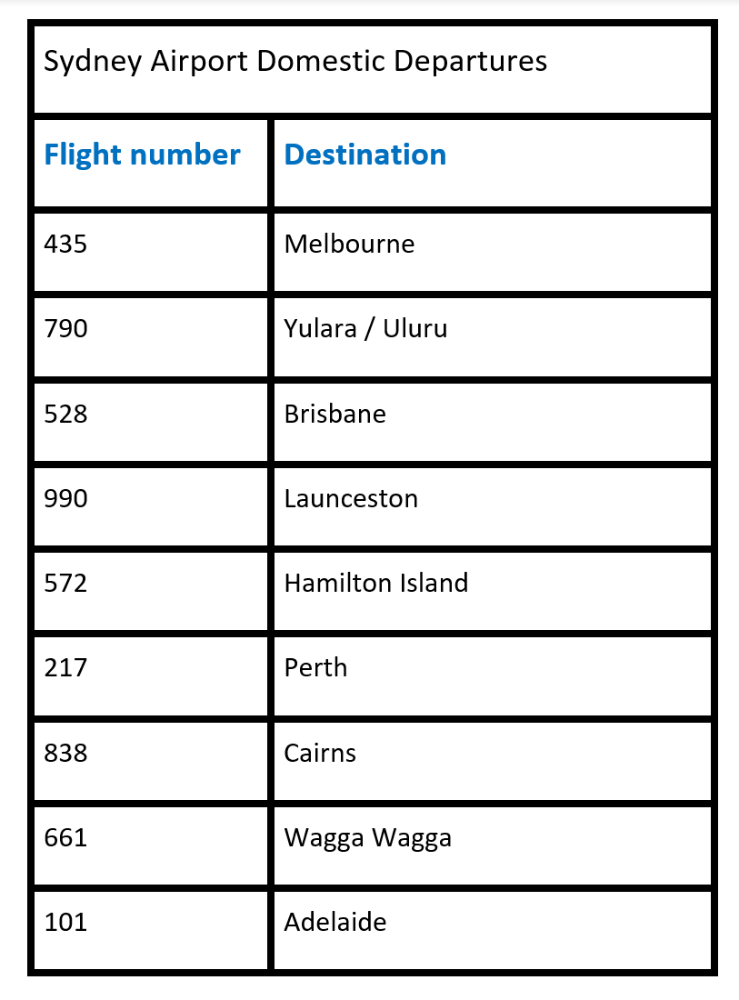 Sydney Airport Domestic Departures
Flight number Destination
435 Melbourne
790 Yulara / Uluru
528 Brisbane
990 Launceston
572 Hamilton Island
217 Perth
838 Cairns
661 Wagga Wagga
101 Adelaide